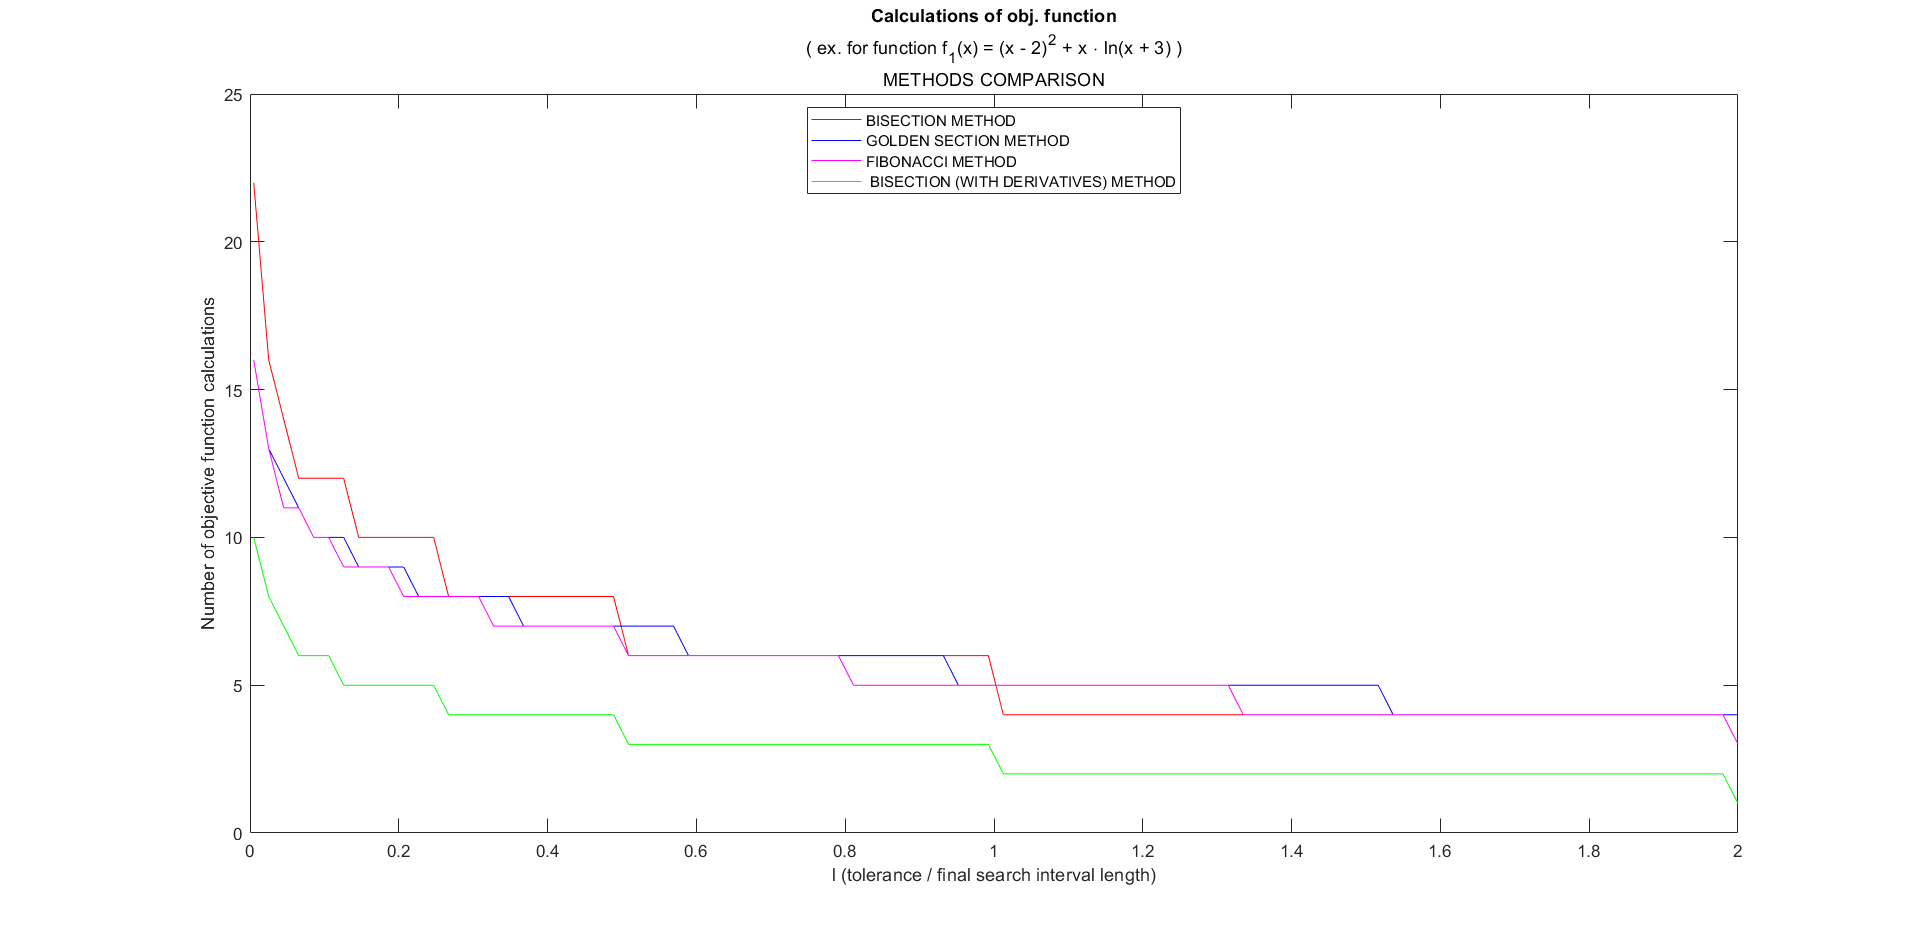 Calculations of obj. function
( ex. for function f₁(x) = (x - 2)² + x · ln(x + 3) )
METHODS COMPARISON
BISECTION METHOD
GOLDEN SECTION METHOD
FIBONACCI METHOD
BISECTION (WITH DERIVATIVES) METHOD
Number of objective function calculations
25
20
15
10
5
0
0 0.2 0.4 0.6 0.8 1 1.2 1.4 1.6 1.8 2
l (tolerance / final search interval length)